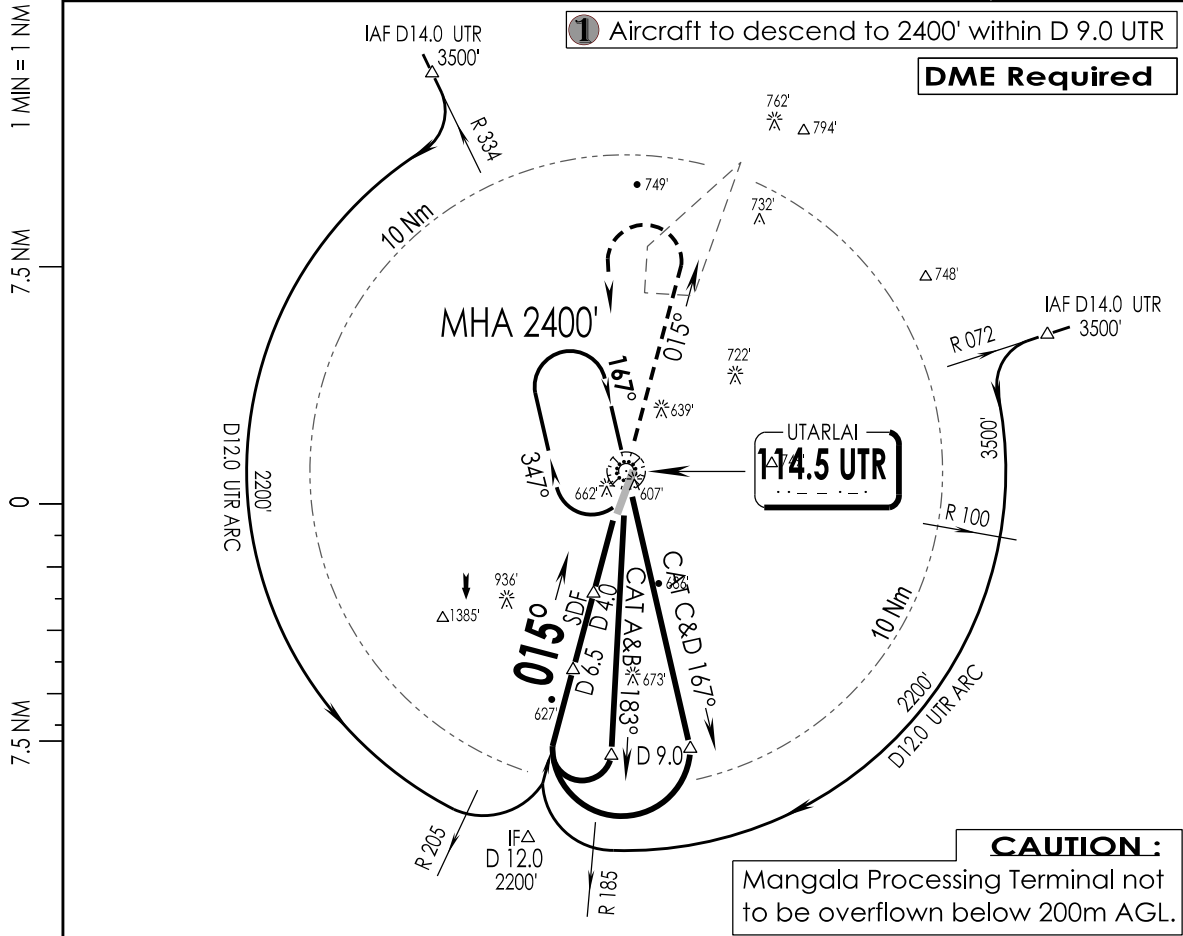 1 MIN = 1 NM
7.5 NM
0
7.5 NM
1 Aircraft to descend to 2400' within D 9.0 UTR
DME Required
IAF D14.0 UTR
3500'
R 334
762'
794'
749'
10 Nm
732'
748'
IAF D14.0 UTR
3500'
R 072
MHA 2400'
015°
167°
722'
639'
3500'
UTARLAI
114.5 UTR
D12.0 UTR ARC
2200'
347°
662'
607'
R 100
936'
1385'
015°
SDF
D 4.0
D 6.5
CAT A&B 183°
CAT C&D 167°
673'
627'
D 9.0
10 Nm
2200'
D12.0 UTR ARC
R 205
IF
D 12.0
2200'
R 185
CAUTION :
Mangala Processing Terminal not
to be overflown below 200m AGL.